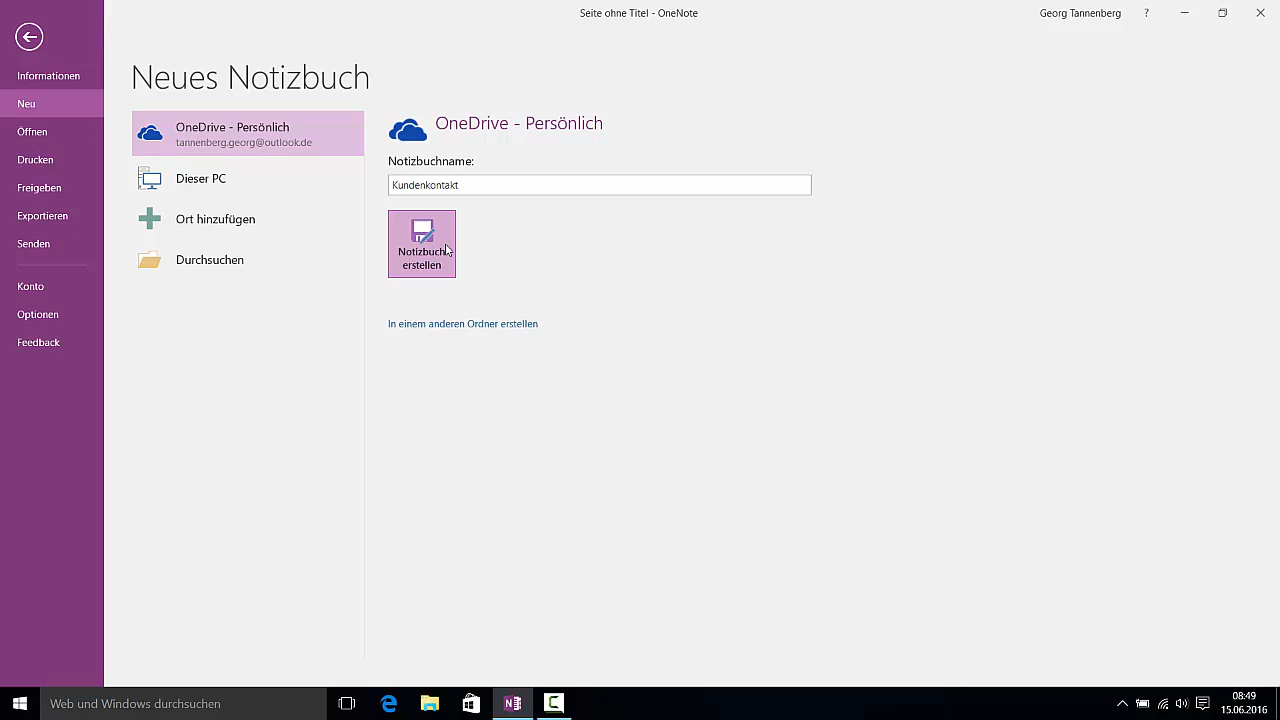 Seite ohne Titel - OneNote
Georg Tannenberg
?
Informationen
Neu
Öffnen
Drucken
Freigeben
Exportieren
Senden
Konto
Optionen
Feedback
Neues Notizbuch
OneDrive - Persönlich
tannenberg.georg@outlook.de
Dieser PC
Ort hinzufügen
Durchsuchen
OneDrive - Persönlich
Notizbuchname:
Kundenkontakt
Notizbuch
erstellen
In einem anderen Ordner erstellen
Web und Windows durchsuchen
08:49
15.06.2016